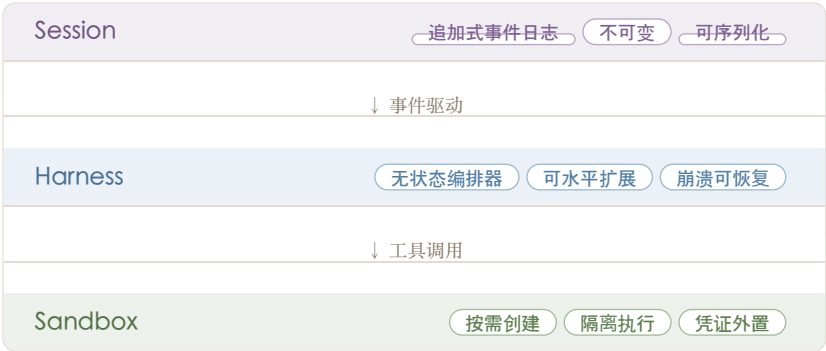 Session 追加式事件日志 不可变 可序列化
↓ 事件驱动
Harness 无状态编排器 可水平扩展 崩溃可恢复
↓ 工具调用
Sandbox 按需创建 隔离执行 凭证外置